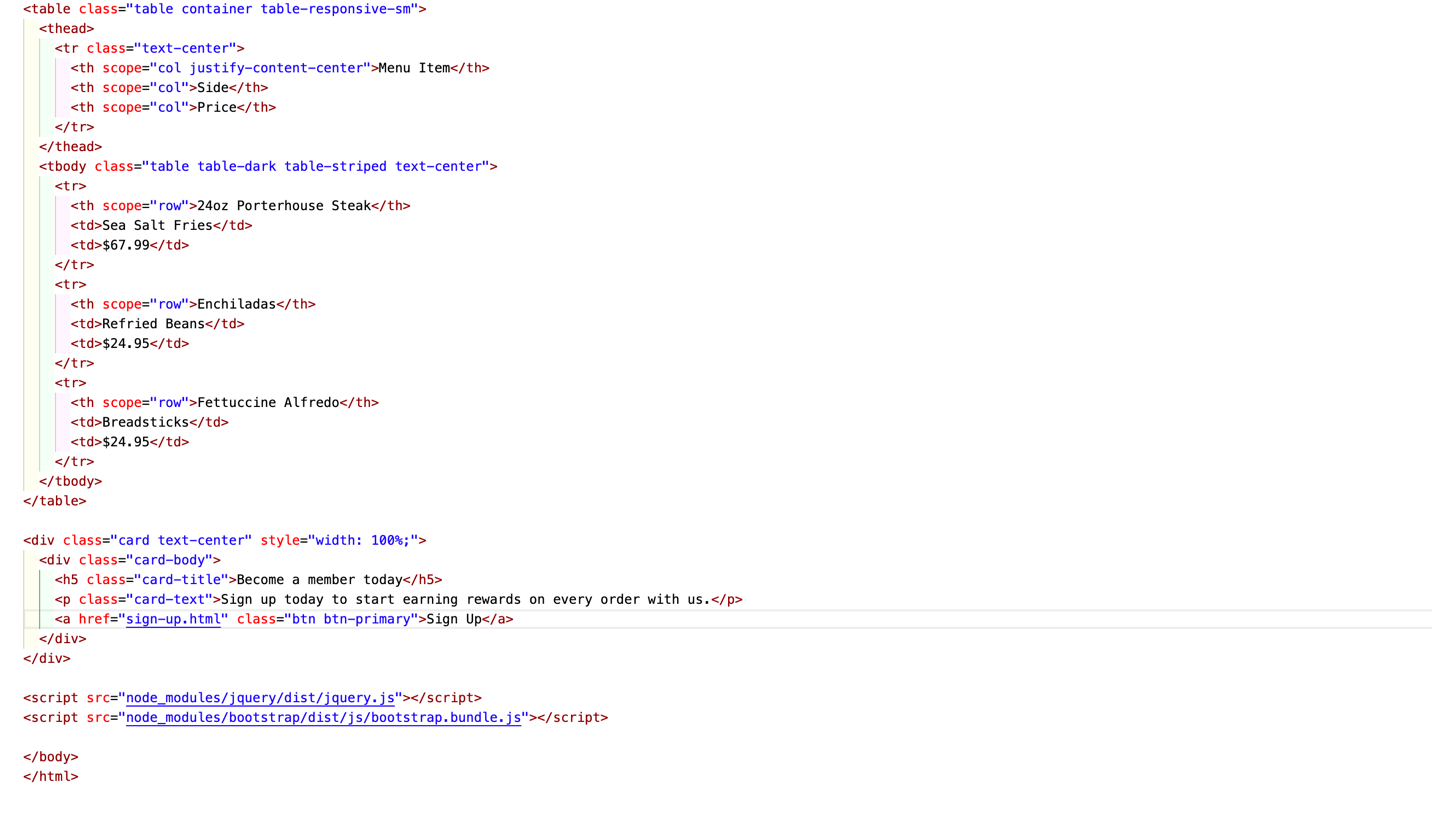 <table class="table container table-responsive-sm">
<thead>
<tr class="text-center">
<th scope="col justify-content-center">Menu Item</th>
<th scope="col">Side</th>
<th scope="col">Price</th>
</tr>
</thead>
<tbody class="table table-dark table-striped text-center">
<tr>
<th scope="row">24oz Porterhouse Steak</th>
<td>Sea Salt Fries</td>
<td>$67.99</td>
</tr>
<tr>
<th scope="row">Enchiladas</th>
<td>Refried Beans</td>
<td>$24.95</td>
</tr>
<tr>
<th scope="row">Fettuccine Alfredo</th>
<td>Breadsticks</td>
<td>$24.95</td>
</tr>
</tbody>
</table>
<div class="card text-center" style="width: 100%;">
<div class="card-body">
<h5 class="card-title">Become a member today</h5>
<p class="card-text">Sign up today to start earning rewards on every order with us.</p>
<a href="sign-up.html" class="btn btn-primary">Sign Up</a>
</div>
</div>
<script src="node_modules/jquery/dist/jquery.js"></script>
<script src="node_modules/bootstrap/dist/js/bootstrap.bundle.js"></script>
</body>
</html>